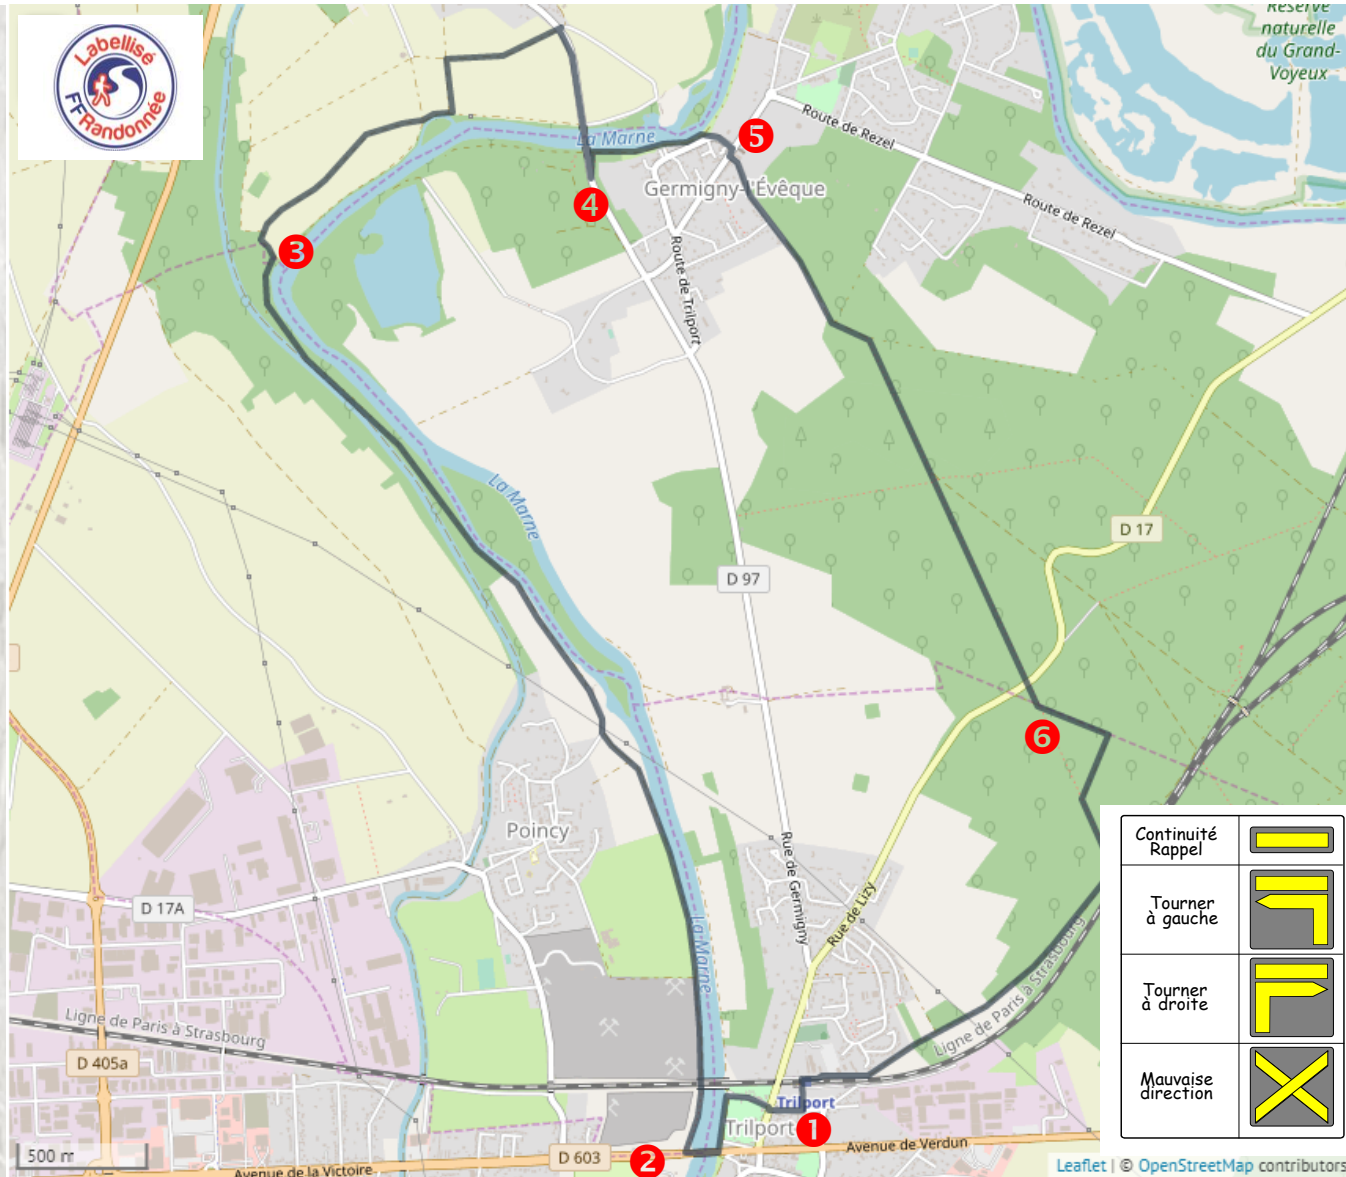 Labellisé
FFRandonnée
Réserve
naturelle
du Grand-
Voyeux
La Marne
5
Route de Rezel
Germigny-l'Évêque
4
Route de Rezel
3
Route de Trilport
La Marne
D 17
D 97
6
Poincy
Rue de Germigny
Rue de Lizy
D 17A
La Marne
Ligne de Paris à Strasbourg
Ligne de Paris à Strasbourg
D 405a
Trilport
Trilport
1
2
D 603
Avenue de Verdun
Avenue de la Victoire
500 m
Continuité
Rappel
Tourner
à gauche
Tourner
à droite
Mauvaise
direction
Leaflet | © OpenStreetMap contributors